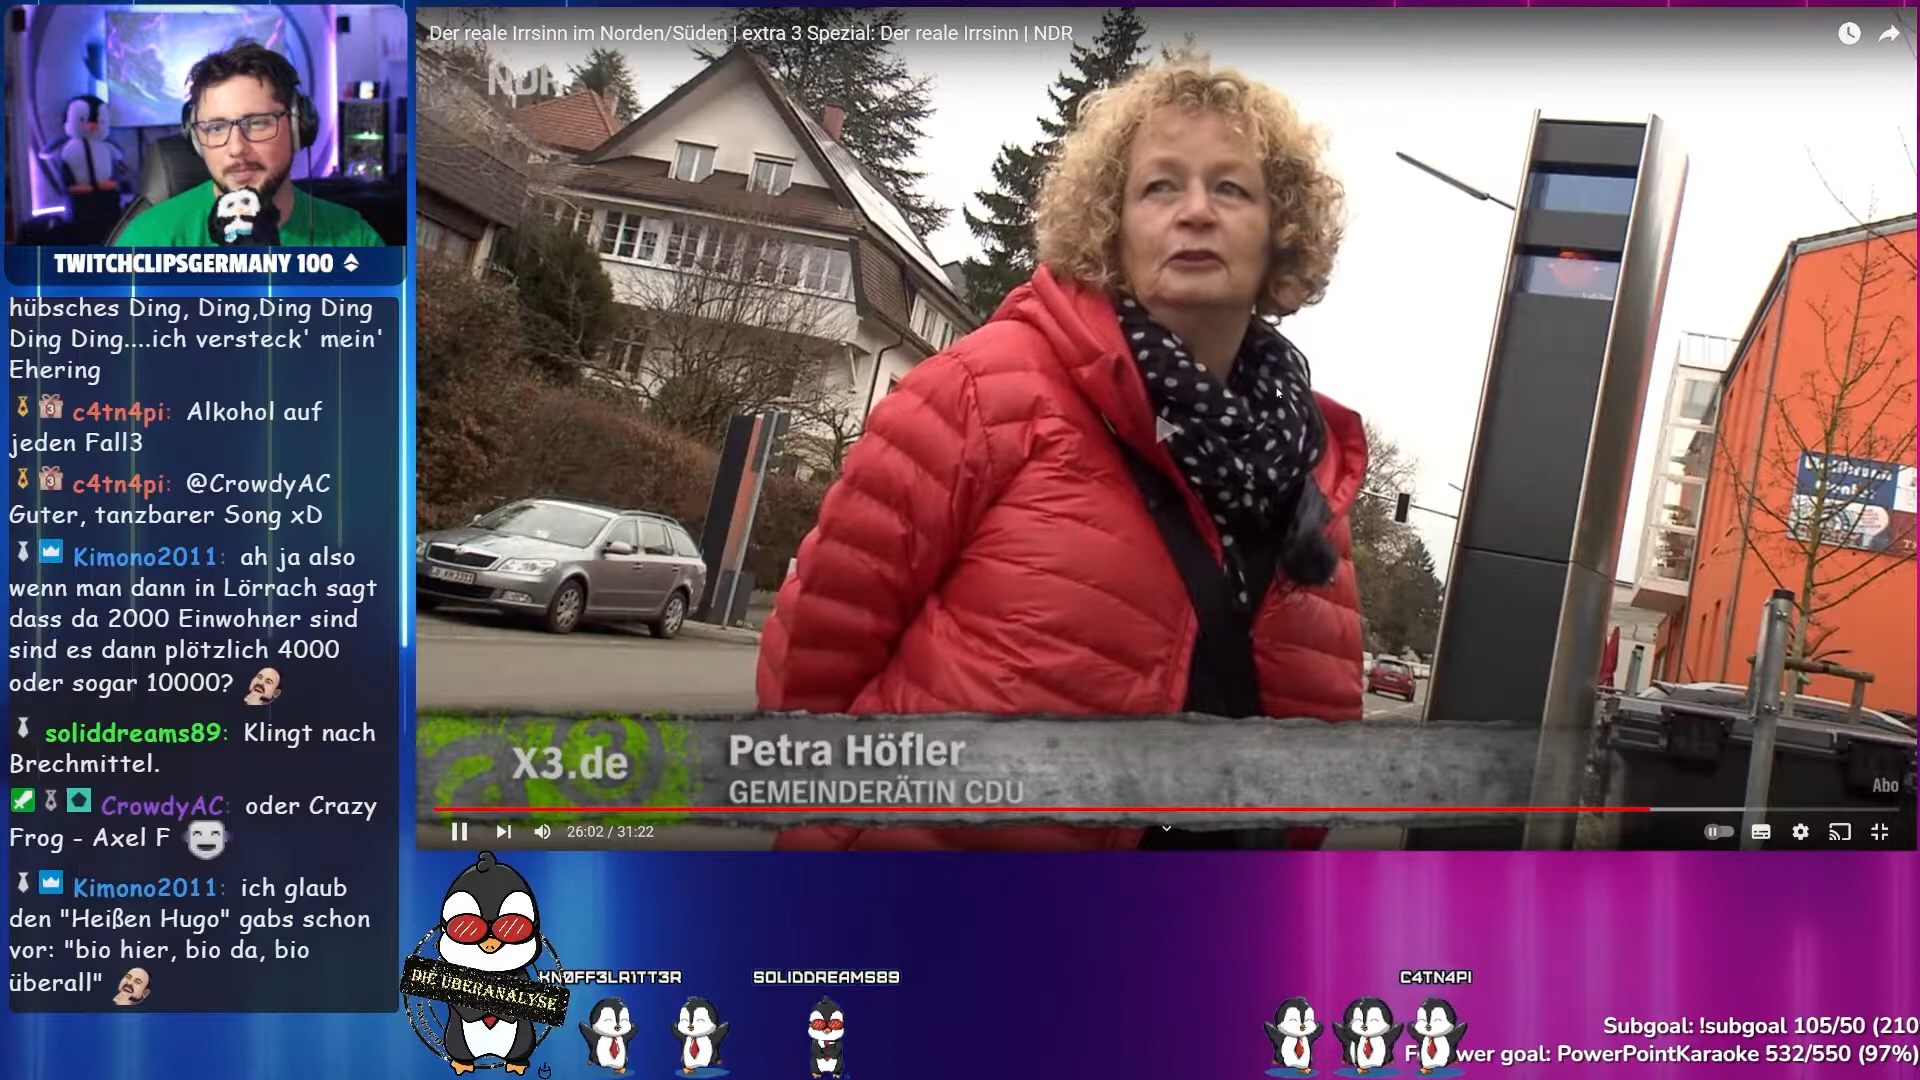 Der reale Irrsinn im Norden/Süden | extra 3 Spezial: Der reale Irrsinn | NDR
NDR
TWITCHCLIPSGERMANY 100
hübsches Ding, Ding,Ding Ding
Ding Ding....ich versteck' mein'
Ehering
c4tn4pi: Alkohol auf
jeden Fall3
c4tn4pi: @CrowdyAC
Guter, tanzbarer Song xD
Kimono2011: ah ja also
wenn man dann in Lörrach sagt
dass da 2000 Einwohner sind
sind es dann plötzlich 4000
oder sogar 10000?
soliddreams89: Klingt nach
Brechmittel.
CrowdyAC: oder Crazy
Frog - Axel F
Kimono2011: ich glaub
den "Heißen Hugo" gabs schon
vor: "bio hier, bio da, bio
überall"
X3.de
Petra Höfler
GEMEINDERÄTIN CDU
Abo
26:02 / 31:22
DIE ÜBERANALYSE
KN0FF3LR1TT3R
SOLIDDREAMS89
C4TN4PI
Subgoal: !subgoal 105/50 (210
wer goal: PowerPointKaraoke 532/550 (97%)